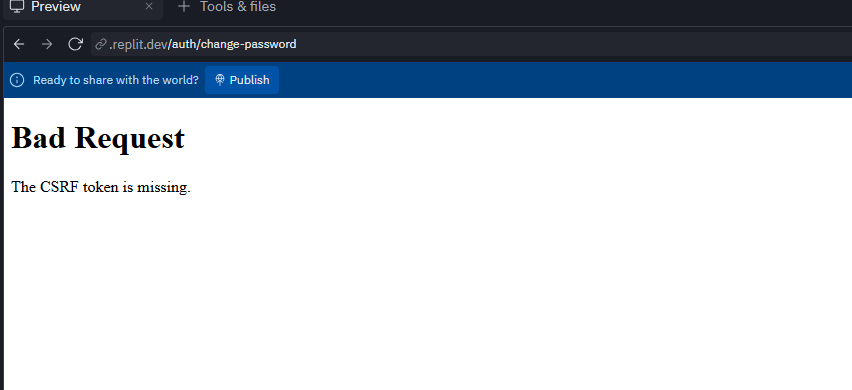 Preview
Tools & files
.replit.dev/auth/change-password
Ready to share with the world? Publish
Bad Request
The CSRF token is missing.